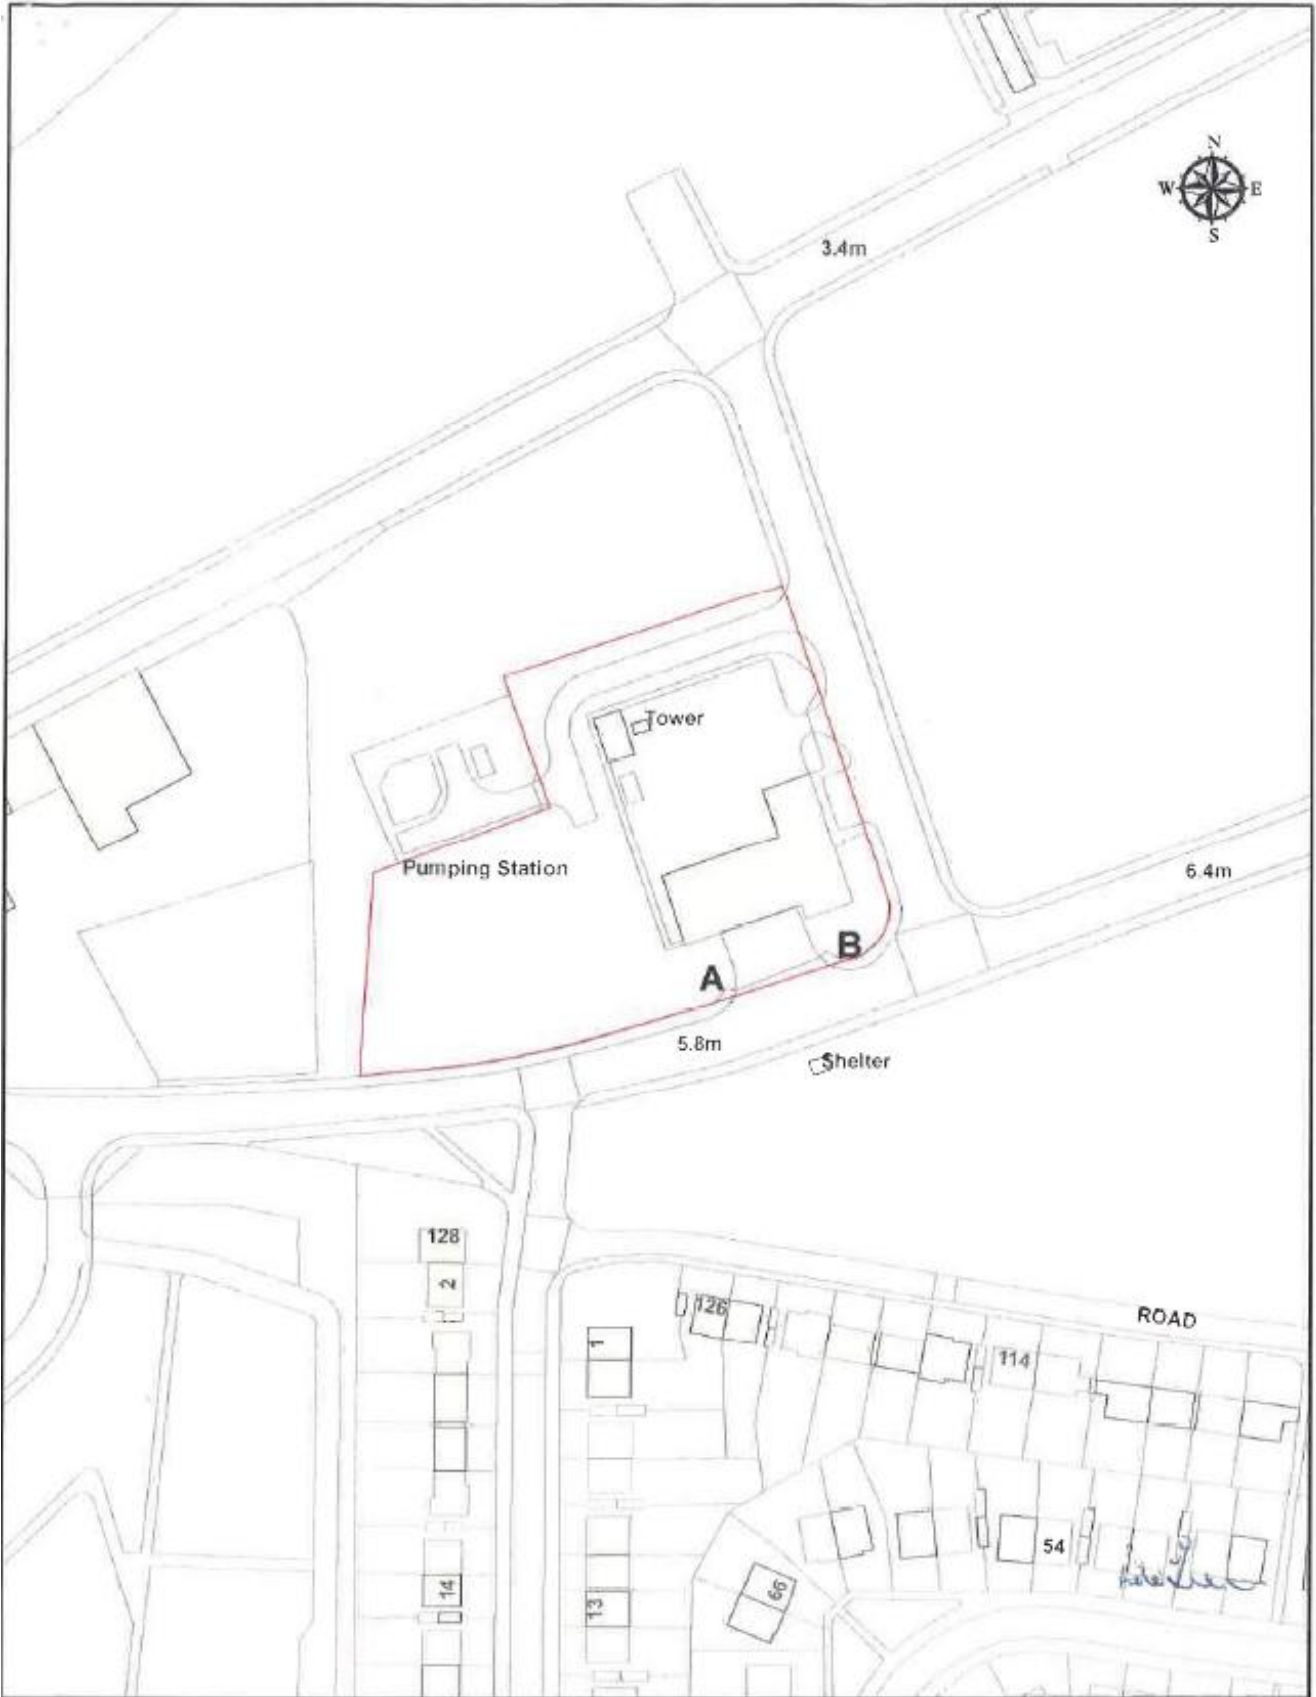 N
W E
S
3.4m
Tower
Pumping Station
6.4m
B
A
5.8m
Shelter
128
2
126
ROAD
1
114
54
14
13
66